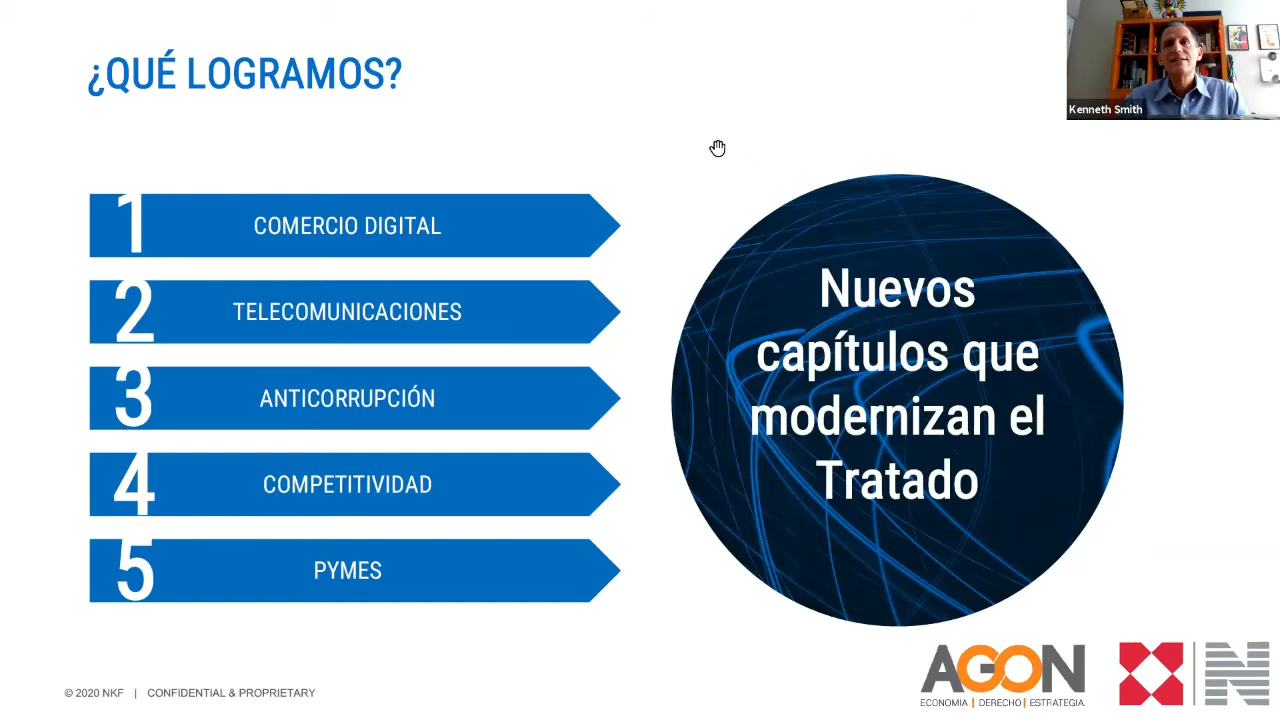 ¿QUÉ LOGRAMOS?
Kenneth Smith
1 COMERCIO DIGITAL
2 TELECOMUNICACIONES
3 ANTICORRUPCIÓN
4 COMPETITIVIDAD
5 PYMES
Nuevos
capítulos que
modernizan el
Tratado
© 2020 NKF | CONFIDENTIAL & PROPRIETARY
AGON
ECONOMIA | DERECHO | ESTRATEGIA
N